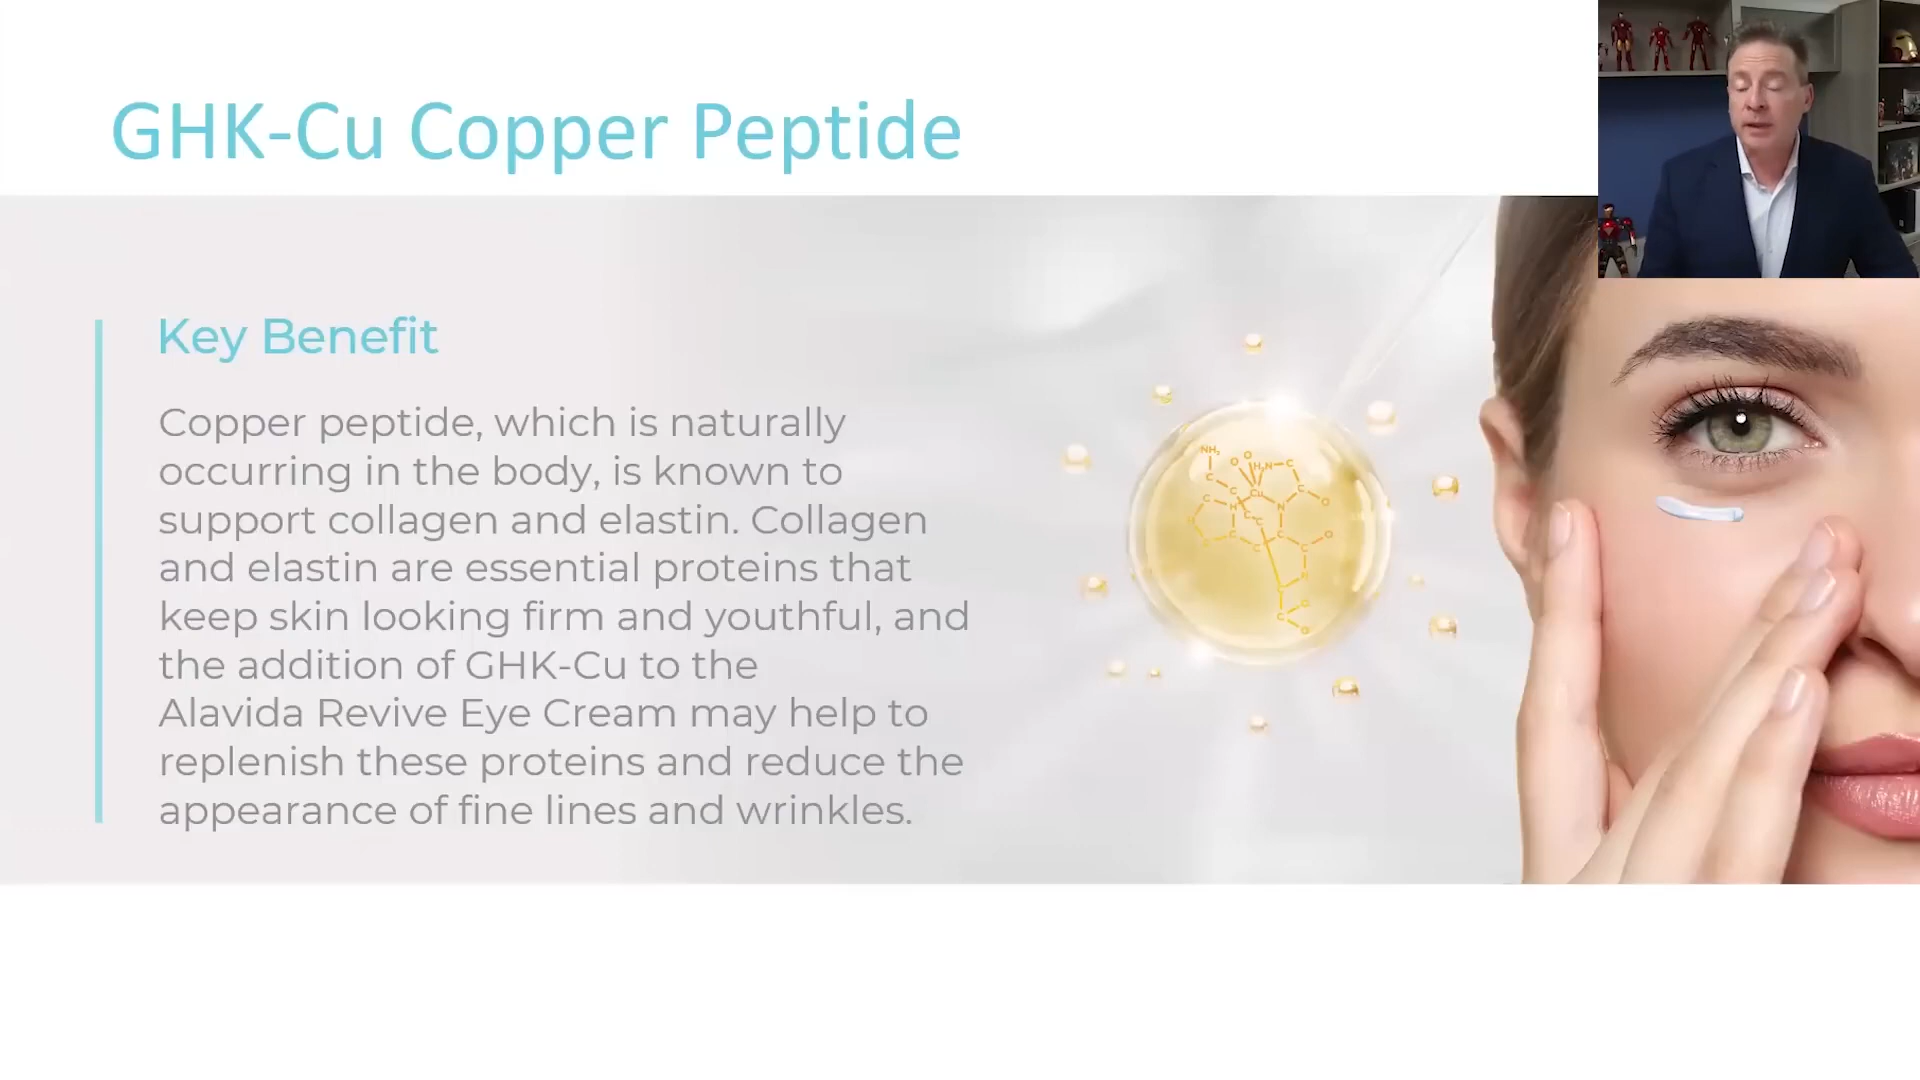 GHK-Cu Copper Peptide
Key Benefit
Copper peptide, which is naturally
occurring in the body, is known to
support collagen and elastin. Collagen
and elastin are essential proteins that
keep skin looking firm and youthful, and
the addition of GHK-Cu to the
Alavida Revive Eye Cream may help to
replenish these proteins and reduce the
appearance of fine lines and wrinkles.